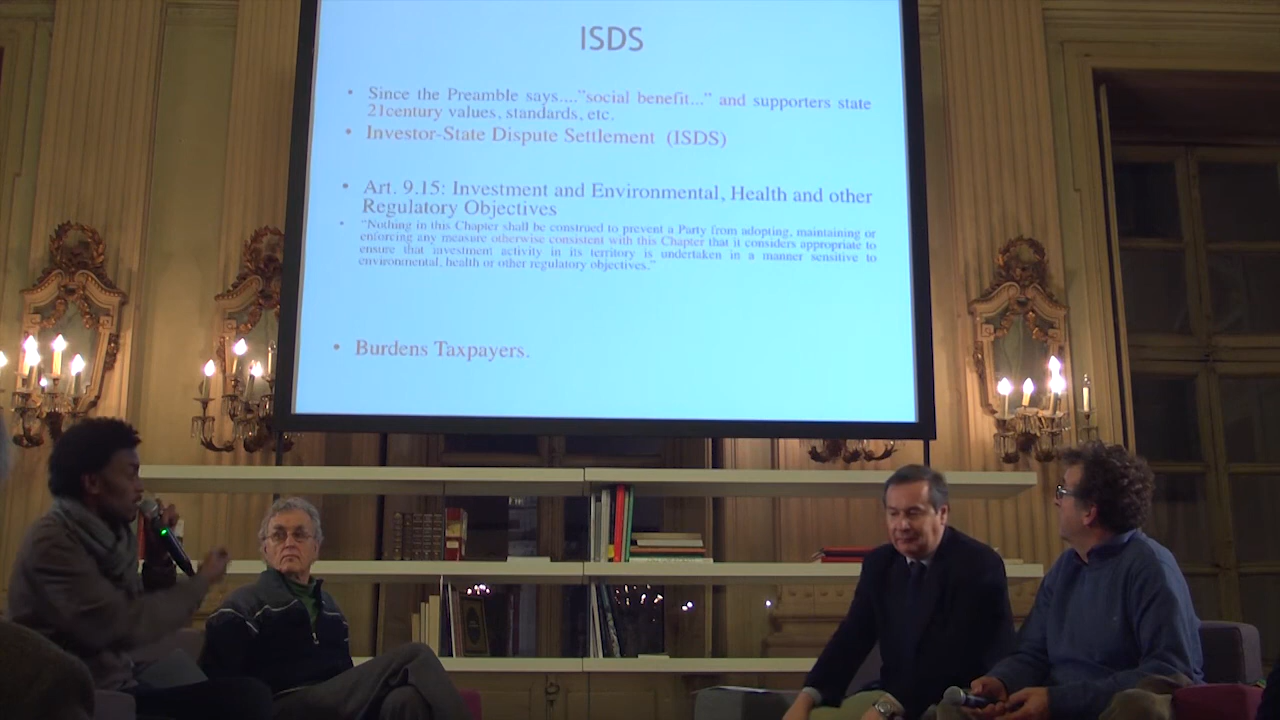 ISDS
• Since the Preamble says...."social benefit..." and supporters state
21century values, standards, etc.
• Investor-State Dispute Settlement (ISDS)
• Art. 9.15: Investment and Environmental, Health and other
Regulatory Objectives
• "Nothing in this Chapter shall be construed to prevent a Party from adopting, maintaining or
enforcing any measure otherwise consistent with this Chapter that it considers appropriate to
ensure that investment activity in its territory is undertaken in a manner sensitive to
environmental, health or other regulatory objectives."
• Burdens Taxpayers.